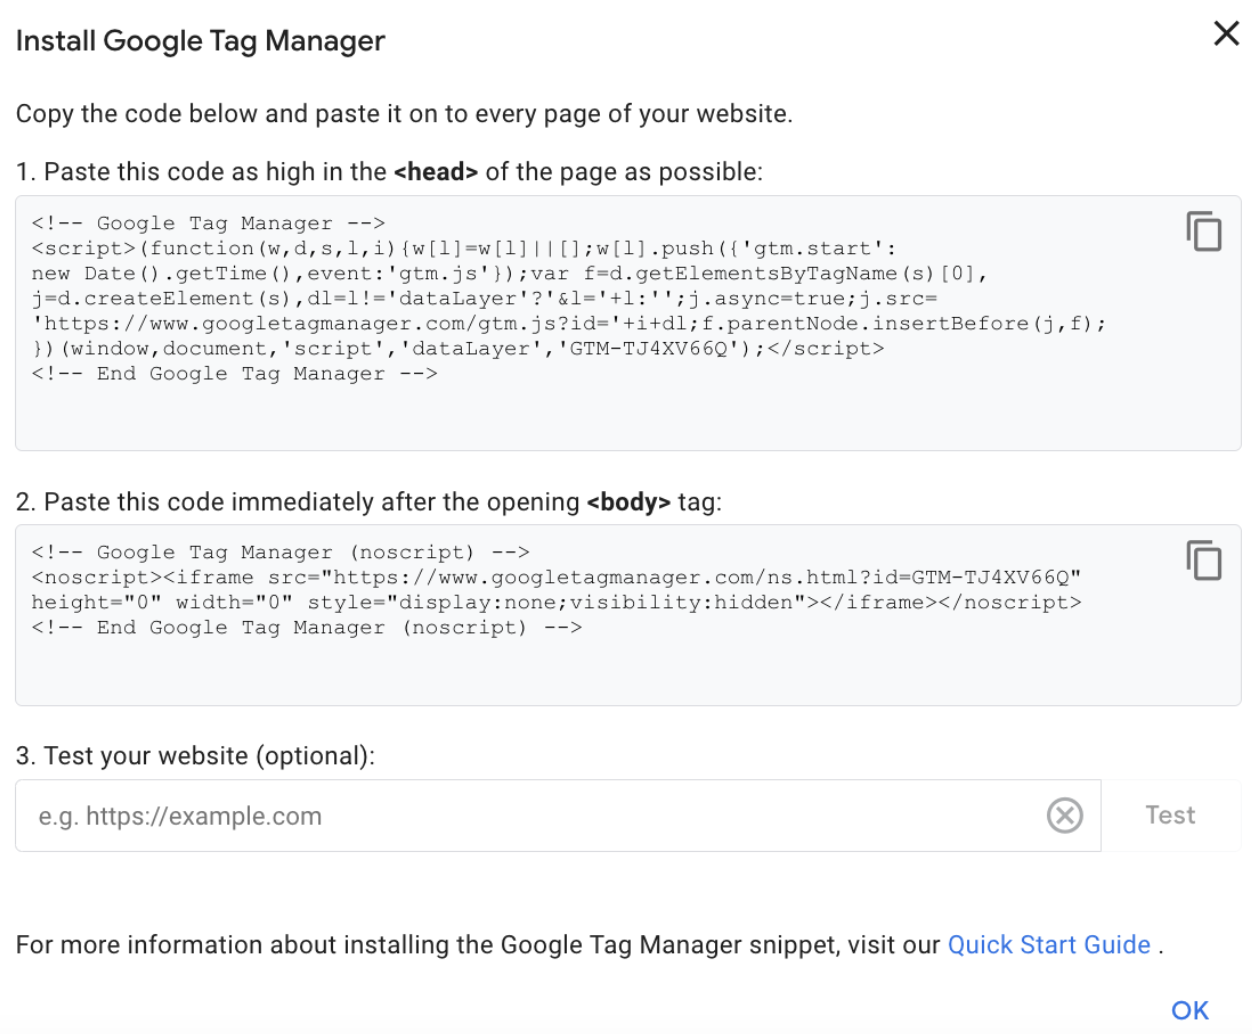 Install Google Tag Manager
Copy the code below and paste it on to every page of your website.
1. Paste this code as high in the <head> of the page as possible:
<!-- Google Tag Manager -->
<script>(function(w,d,s,l,i){w[l]=w[l]||[];w[l].push({'gtm.start':
new Date().getTime(),event:'gtm.js'});var f=d.getElementsByTagName(s)[0],
j=d.createElement(s),dl=l!='dataLayer'?'&l='+l:'';j.async=true;j.src=
'https://www.googletagmanager.com/gtm.js?id='+i+dl;f.parentNode.insertBefore(j,f);
})(window,document,'script','dataLayer','GTM-TJ4XV66Q');</script>
<!-- End Google Tag Manager -->
2. Paste this code immediately after the opening <body> tag:
<!-- Google Tag Manager (noscript) -->
<noscript><iframe src="https://www.googletagmanager.com/ns.html?id=GTM-TJ4XV66Q"
height="0" width="0" style="display:none;visibility:hidden"></iframe></noscript>
<!-- End Google Tag Manager (noscript) -->
3. Test your website (optional):
e.g. https://example.com
Test
For more information about installing the Google Tag Manager snippet, visit our Quick Start Guide .
OK